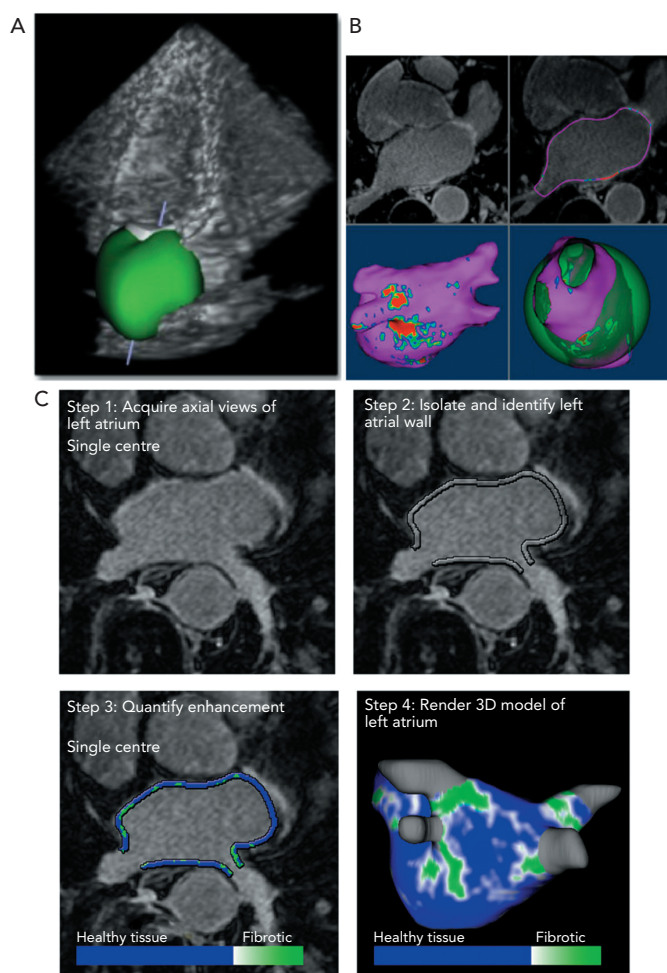 A
B
C
Step 1: Acquire axial views of
left atrium
Single centre
Step 2: Isolate and identify left
atrial wall
Step 3: Quantify enhancement
Single centre
Healthy tissue Fibrotic
Step 4: Render 3D model of
left atrium
Healthy tissue Fibrotic